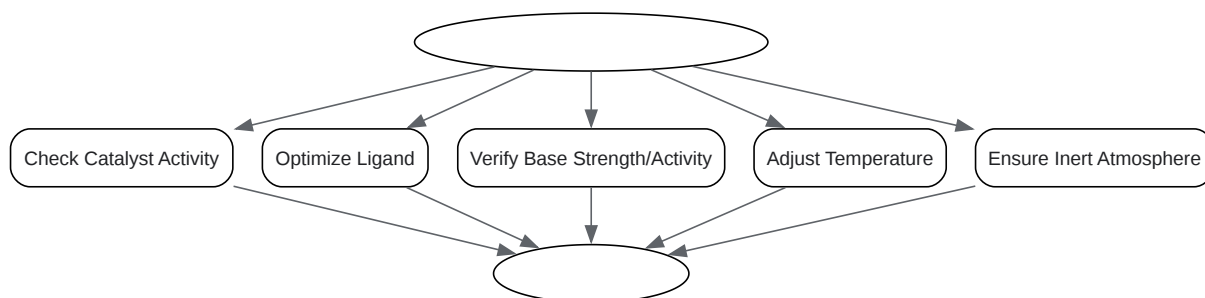 Check Catalyst Activity
Optimize Ligand
Verify Base Strength/Activity
Adjust Temperature
Ensure Inert Atmosphere